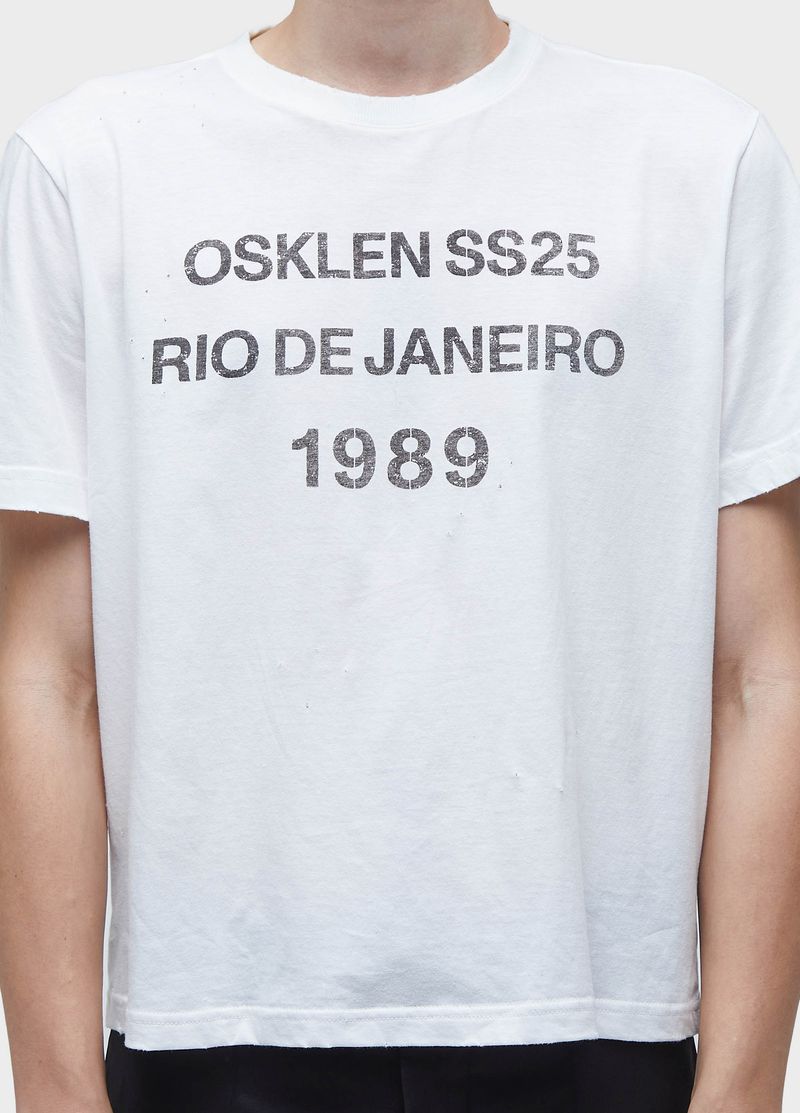 OSKLEN SS25
RIO DE JANEIRO
1989